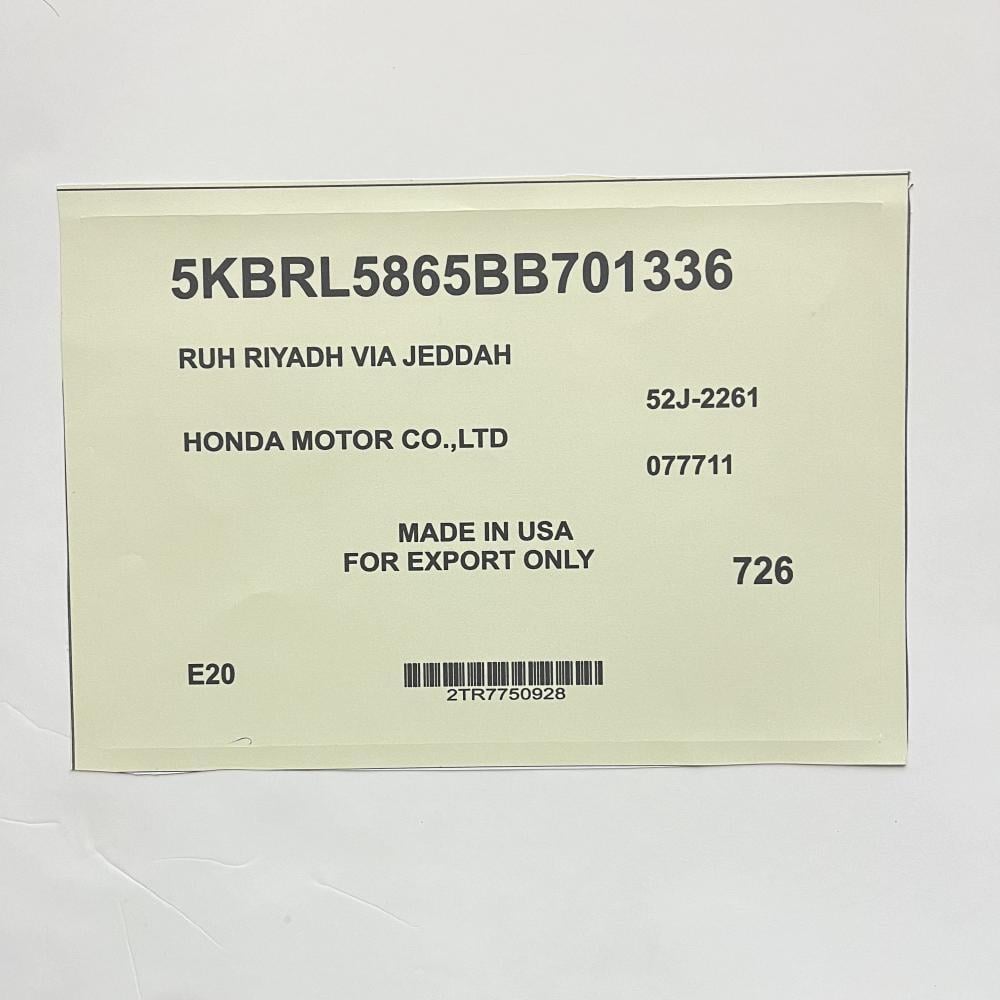 5KBRL5865BB701336
RUH RIYADH VIA JEDDAH
52J-2261
HONDA MOTOR CO.,LTD
077711
MADE IN USA
FOR EXPORT ONLY
726
E20
2TR7750928